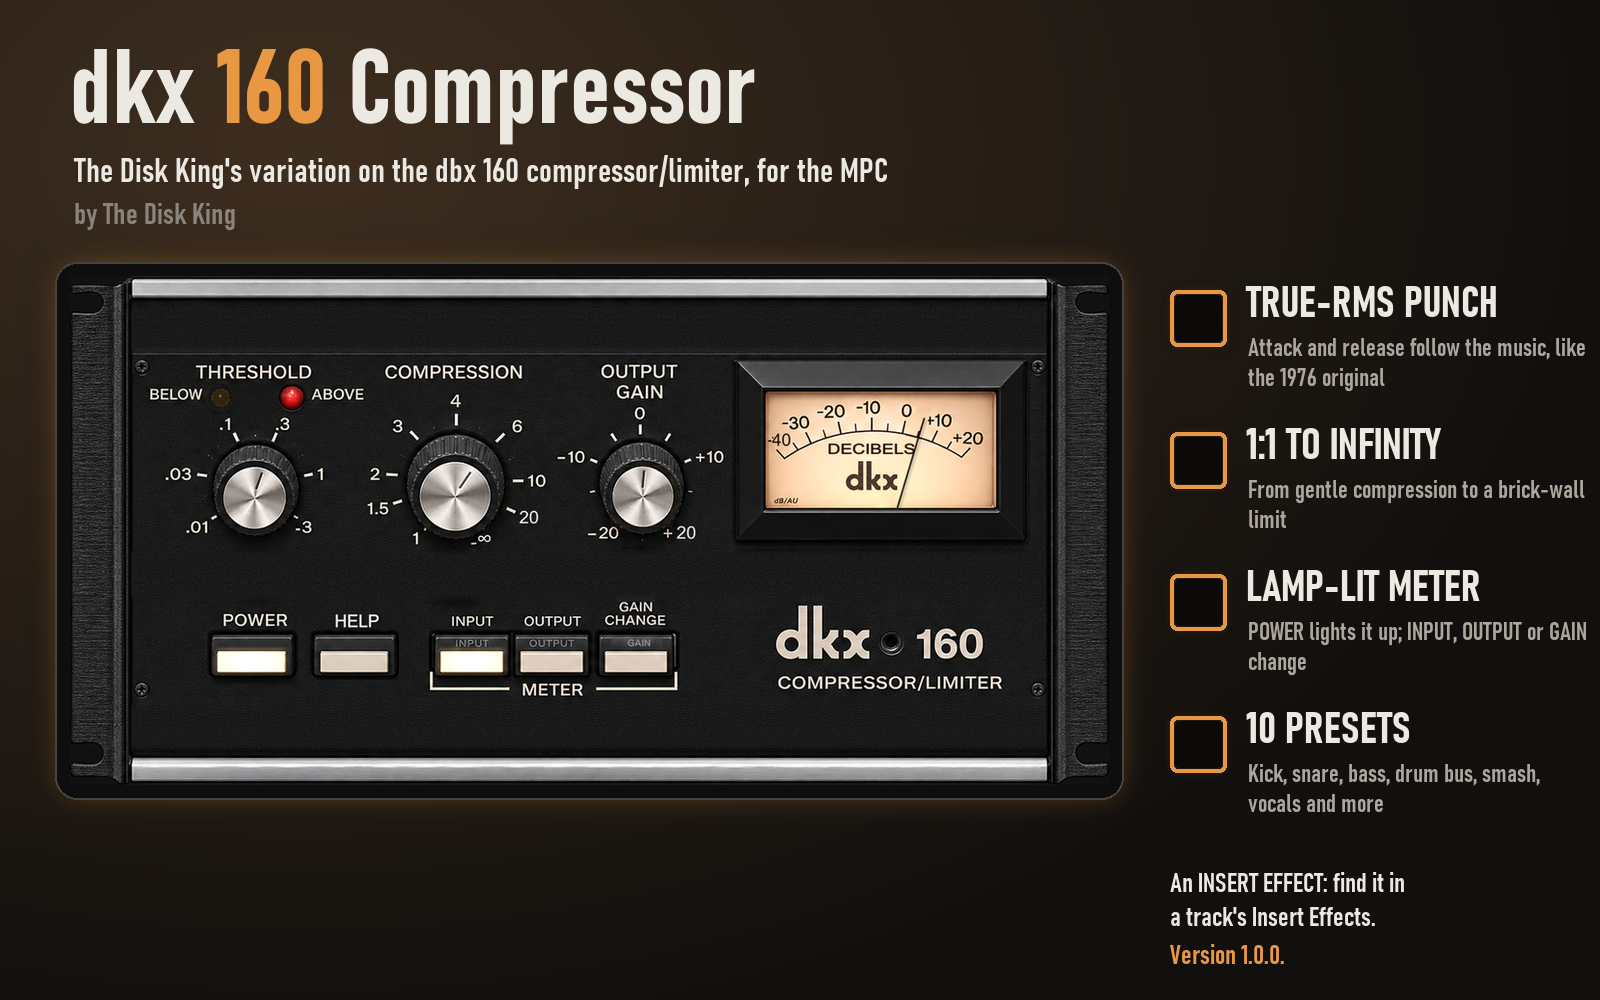 dkx 160 Compressor
The Disk King's variation on the dbx 160 compressor/limiter, for the MPC
by The Disk King
THRESHOLD
BELOW ABOVE
.1 .3
.03 1
.01 3
COMPRESSION
4
3 6
2 10
1.5 20
1 ∞
OUTPUT
GAIN
0
-10 +10
-20 +20
-40 -30 -20 -10 0 +10 +20
DECIBELS
dkx
dB/AU
POWER
HELP
INPUT
INPUT
OUTPUT
OUTPUT
GAIN
CHANGE
GAIN
METER
dkx 160
COMPRESSOR/LIMITER
TRUE-RMS PUNCH
Attack and release follow the music, like
the 1976 original
1:1 TO INFINITY
From gentle compression to a brick-wall
limit
LAMP-LIT METER
POWER lights it up; INPUT, OUTPUT or GAIN
change
10 PRESETS
Kick, snare, bass, drum bus, smash,
vocals and more
An INSERT EFFECT: find it in
a track's Insert Effects.
Version 1.0.0.